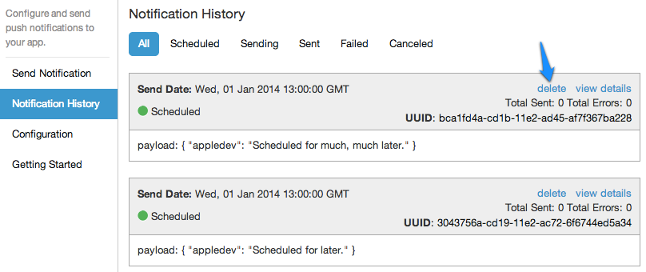 Configure and send
push notifications to
your app.
Send Notification
Notification History
Configuration
Getting Started
Notification History
All Scheduled Sending Sent Failed Canceled
Send Date: Wed, 01 Jan 2014 13:00:00 GMT delete view details
Scheduled Total Sent: 0 Total Errors: 0
UUID: bca1fd4a-cd1b-11e2-ad45-af7f367ba228
payload: { "appledev": "Scheduled for much, much later." }
Send Date: Wed, 01 Jan 2014 13:00:00 GMT delete view details
Scheduled Total Sent: 0 Total Errors: 0
UUID: 3043756a-cd19-11e2-ac72-6f6744ed5a34
payload: { "appledev": "Scheduled for later." }